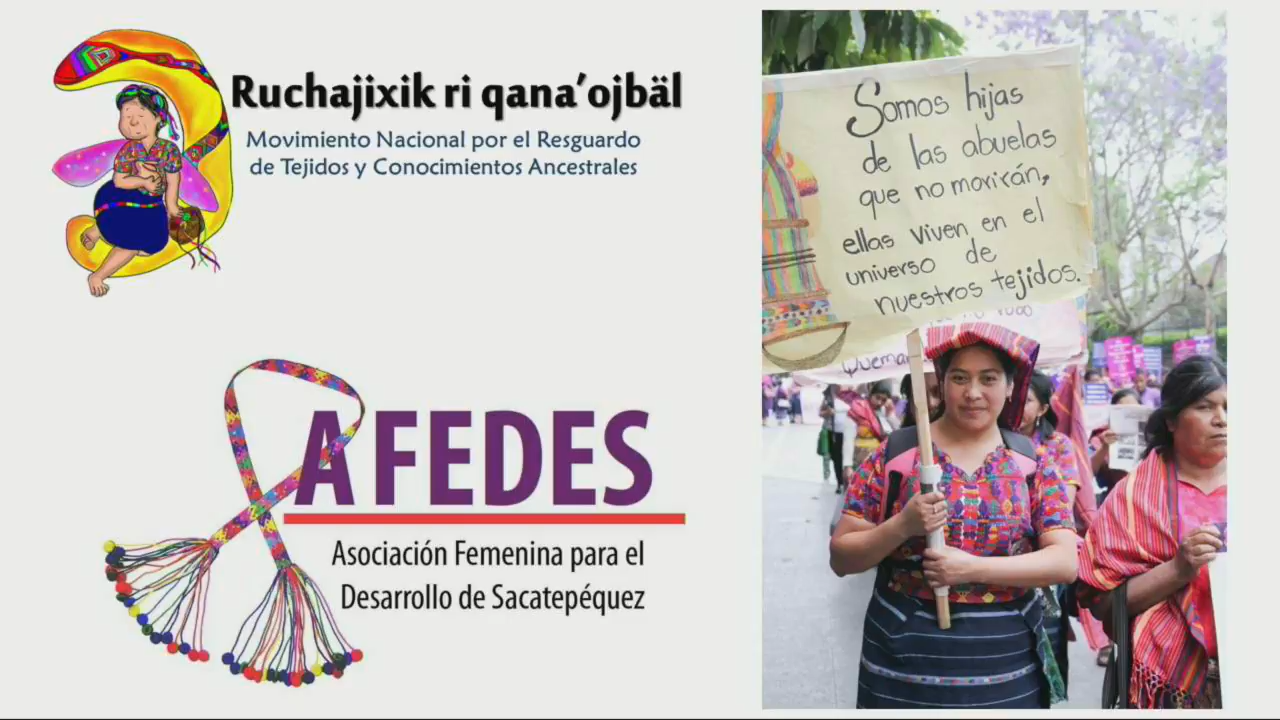 Ruchajixik ri qana'ojbäl
Movimiento Nacional por el Resguardo
de Tejidos y Conocimientos Ancestrales
AFEDES
Asociación Femenina para el
Desarrollo de Sacatepéquez
Somos hijas
de las abuelas
que no morirán,
ellas viven en el
universo de
nuestros tejidos.